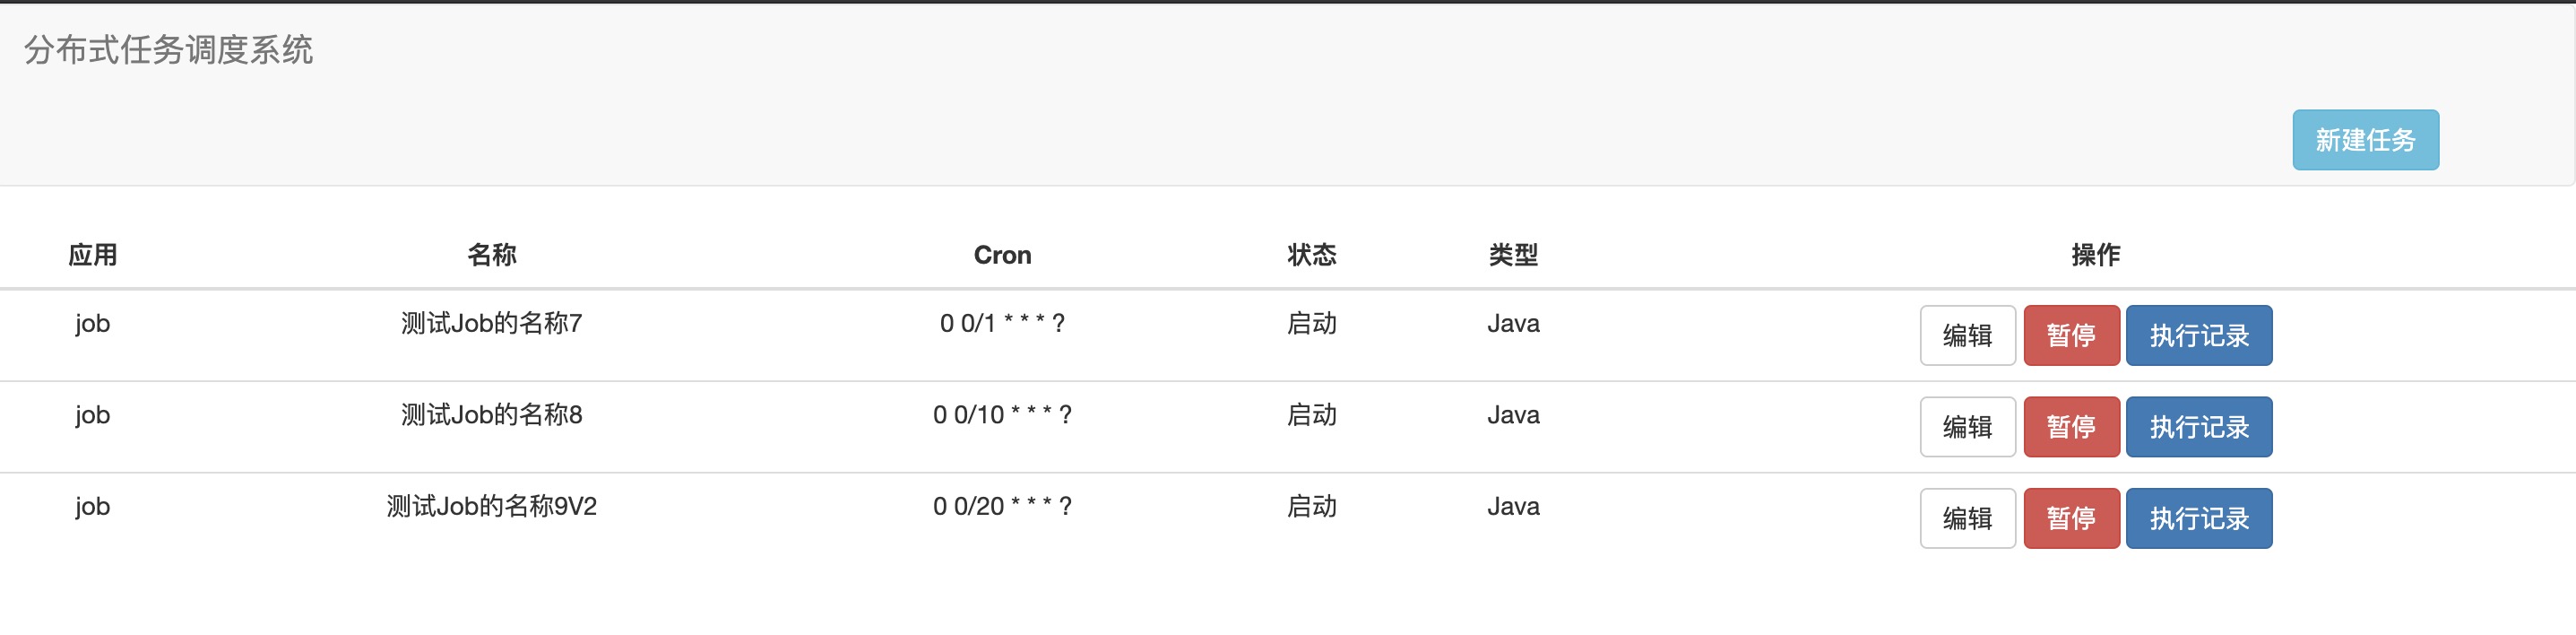 分布式任务调度系统
新建任务
应用 名称 Cron 状态 类型 操作
job 测试Job的名称7 0 0/1 * * * ? 启动 Java 编辑 暂停 执行记录
job 测试Job的名称8 0 0/10 * * * ? 启动 Java 编辑 暂停 执行记录
job 测试Job的名称9V2 0 0/20 * * * ? 启动 Java 编辑 暂停 执行记录